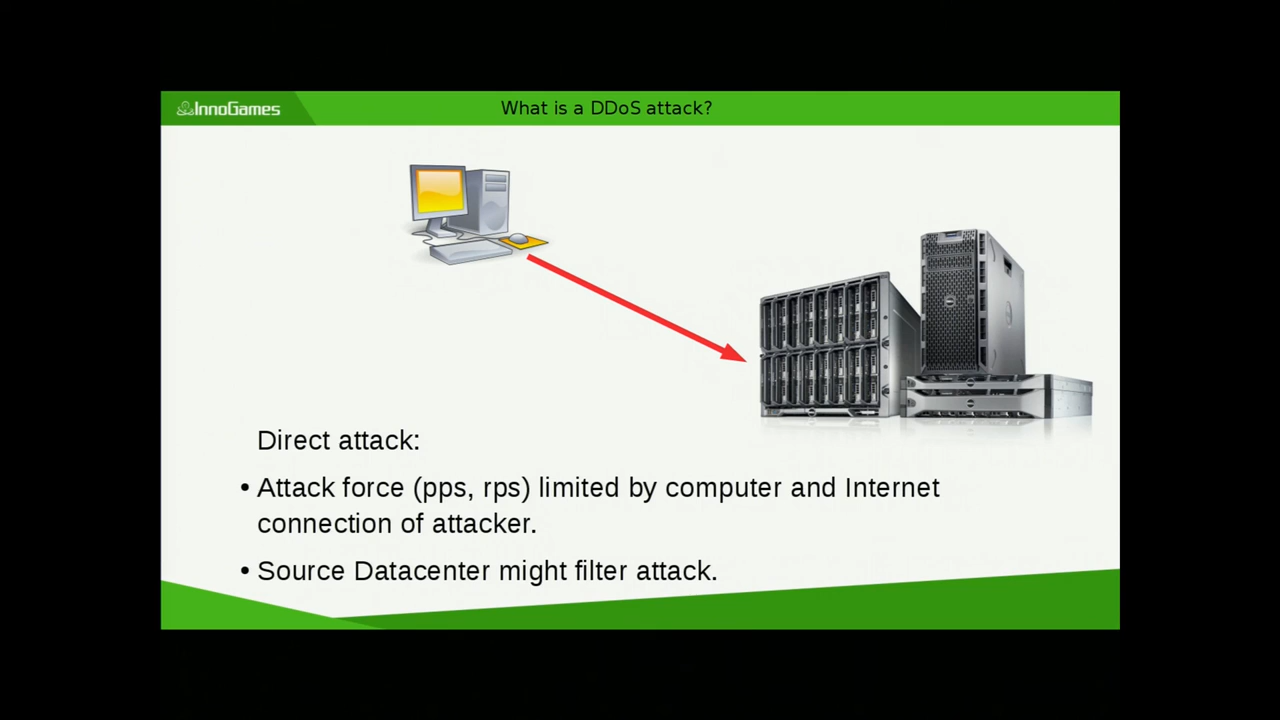 InnoGames
What is a DDoS attack?
Direct attack:
• Attack force (pps, rps) limited by computer and Internet
connection of attacker.
• Source Datacenter might filter attack.